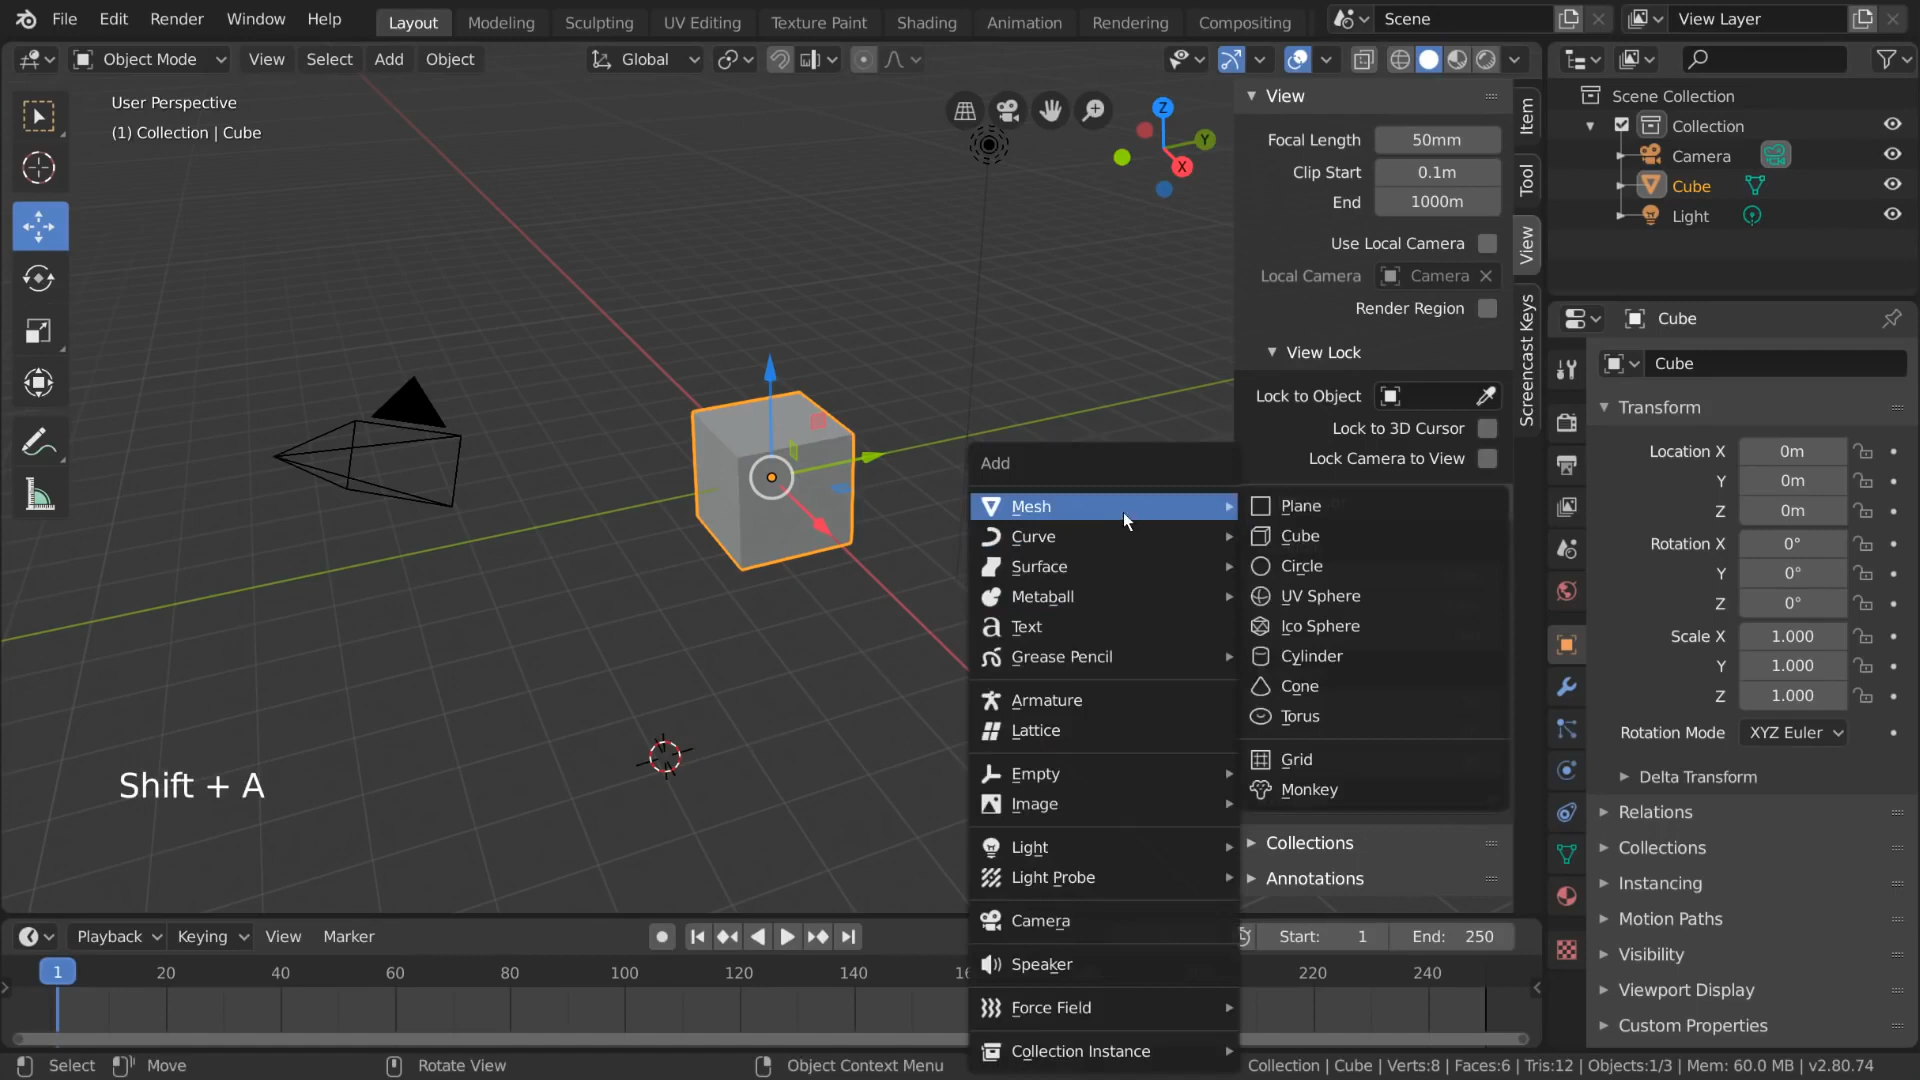 File Edit Render Window Help Layout Modeling Sculpting UV Editing Texture Paint Shading Animation Rendering Compositing Scene View Layer
Object Mode View Select Add Object Global
User Perspective
(1) Collection | Cube
Z
Y
X
View
Focal Length 50mm
Clip Start 0.1m
End 1000m
Use Local Camera
Local Camera Camera
Render Region
View Lock
Lock to Object
Lock to 3D Cursor
Lock Camera to View
Item
Tool
View
Screencast Keys
Scene Collection
Collection
Camera
Cube
Light
Cube
Cube
Transform
Location X 0m
Y 0m
Z 0m
Rotation X 0°
Y 0°
Z 0°
Scale X 1.000
Y 1.000
Z 1.000
Rotation Mode XYZ Euler
Delta Transform
Relations
Collections
Instancing
Motion Paths
Visibility
Viewport Display
Custom Properties
Add
Mesh
Curve
Surface
Metaball
Text
Grease Pencil
Armature
Lattice
Empty
Image
Light
Light Probe
Camera
Speaker
Force Field
Collection Instance
Plane
Cube
Circle
UV Sphere
Ico Sphere
Cylinder
Cone
Torus
Grid
Monkey
Collections
Annotations
Shift + A
Playback Keying View Marker Start: 1 End: 250
1 20 40 60 80 100 120 140 220 240
Select Move Rotate View Object Context Menu Collection | Cube | Verts:8 | Faces:6 | Tris:12 | Objects:1/3 | Mem: 60.0 MB | v2.80.74